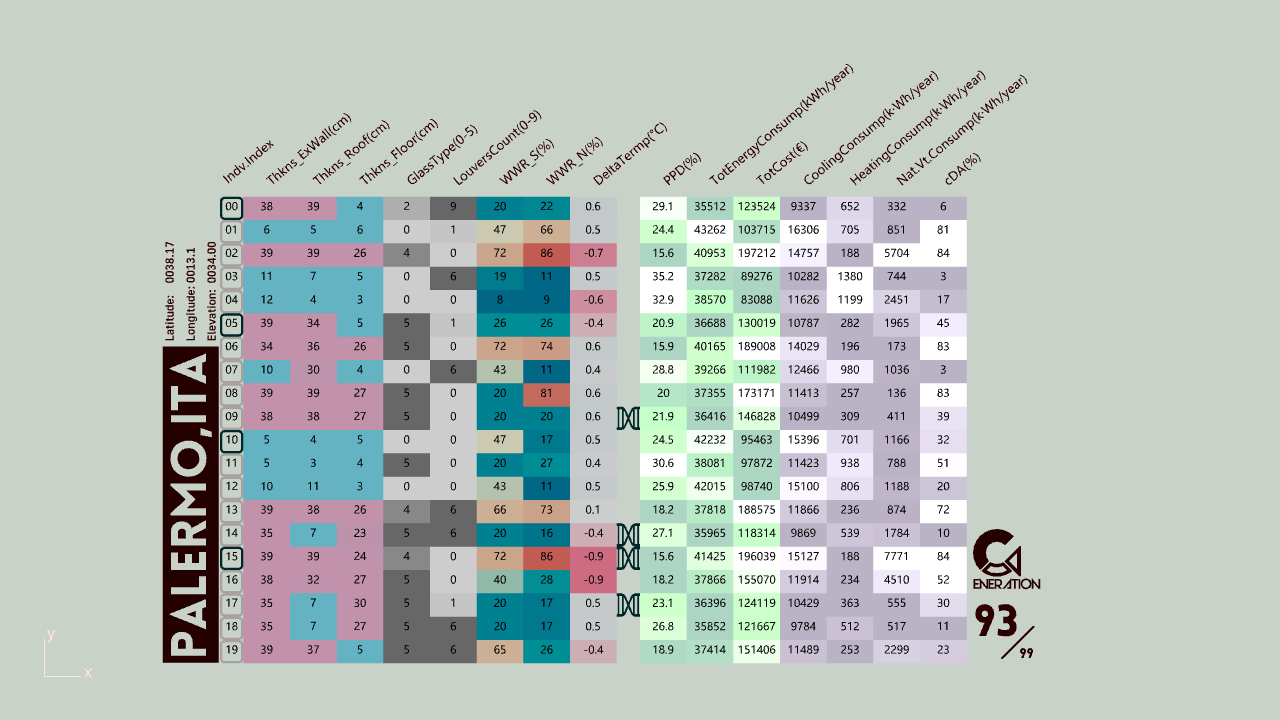 Indv.Index Thkns_ExWall(cm) Thkns_Roof(cm) Thkns_Floor(cm) GlassType(0-5) LouversCount(0-9) WWR_S(%) WWR_N(%) DeltaTermp(°C) PPD(%) TotEnergyConsump(kWh/year) TotCost(€) CoolingConsump(k·Wh/year) HeatingConsump(k·Wh/year) Nat.Vt.Consump(k·Wh/year) cDA(%)
00 38 39 4 2 9 20 22 0.6 29.1 35512 123524 9337 652 332 6
01 6 5 6 0 1 47 66 0.5 24.4 43262 103715 16306 705 851 81
02 39 39 26 4 0 72 86 -0.7 15.6 40953 197212 14757 188 5704 84
03 11 7 5 0 6 19 11 0.5 35.2 37282 89276 10282 1380 744 3
04 12 4 3 0 0 8 9 -0.6 32.9 38570 83088 11626 1199 2451 17
05 39 34 5 5 1 26 26 -0.4 20.9 36688 130019 10787 282 1965 45
06 34 36 26 5 0 72 74 0.6 15.9 40165 189008 14029 196 173 83
07 10 30 4 0 6 43 11 0.4 28.8 39266 111982 12466 980 1036 3
08 39 39 27 5 0 20 81 0.6 20 37355 173171 11413 257 136 83
09 38 38 27 5 0 20 20 0.6 21.9 36416 146828 10499 309 411 39
10 5 4 5 0 0 47 17 0.5 24.5 42232 95463 15396 701 1166 32
11 5 3 4 5 0 20 27 0.4 30.6 38081 97872 11423 938 788 51
12 10 11 3 0 0 43 11 0.5 25.9 42015 98740 15100 806 1188 20
13 39 38 26 4 6 66 73 0.1 18.2 37818 188575 11866 236 874 72
14 35 7 23 5 6 20 16 -0.4 27.1 35965 118314 9869 539 1784 10
15 39 39 24 4 0 72 86 -0.9 15.6 41425 196039 15127 188 7771 84
16 38 32 27 5 0 40 28 -0.9 18.2 37866 155070 11914 234 4510 52
17 35 7 30 5 1 20 17 0.5 23.1 36396 124119 10429 363 555 30
18 35 7 27 5 6 20 17 0.5 26.8 35852 121667 9784 512 517 11
19 39 37 5 5 6 65 26 -0.4 18.9 37414 151406 11489 253 2299 23
Latitude: 0038.17
Longitude: 0013.1
Elevation: 0034.00
PALERMO,ITA
GENERATION
93/99
y
x